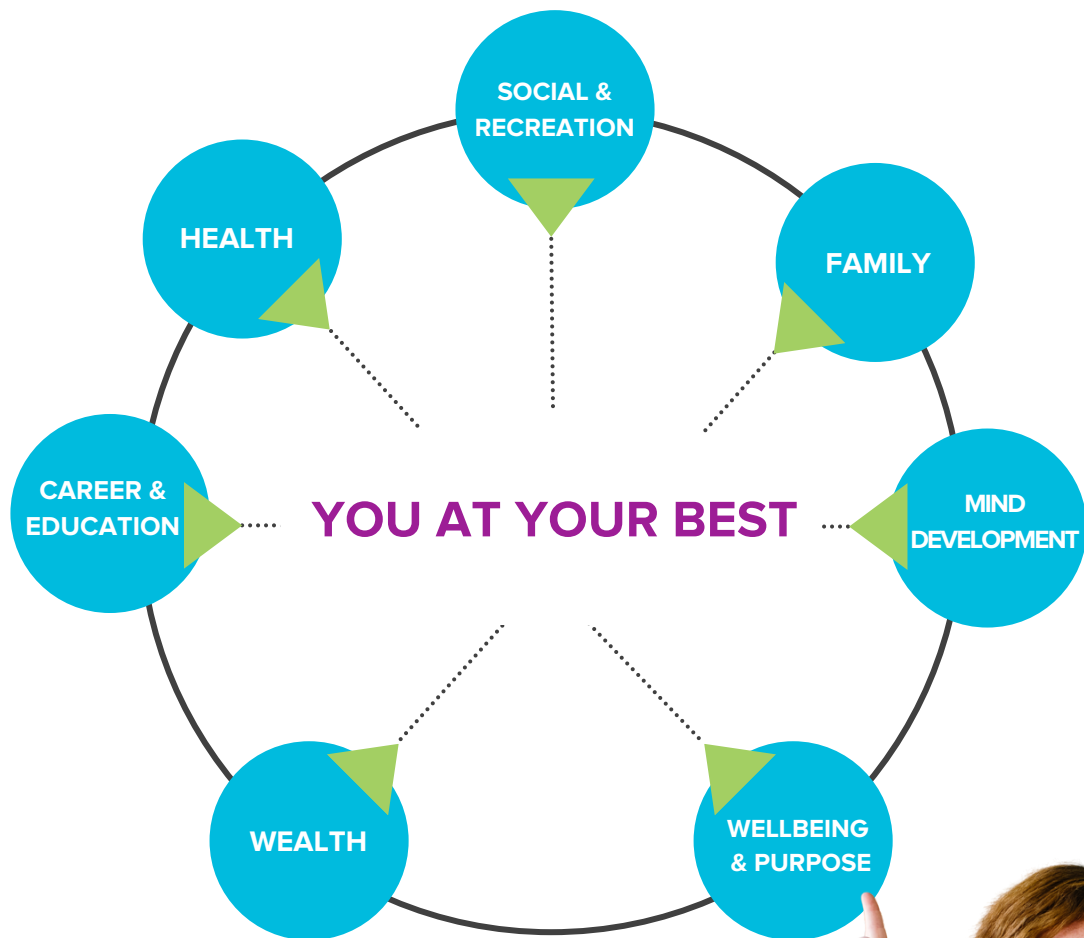 SOCIAL &
RECREATION
HEALTH
FAMILY
CAREER &
EDUCATION
YOU AT YOUR BEST
MIND
DEVELOPMENT
WEALTH
WELLBEING
& PURPOSE